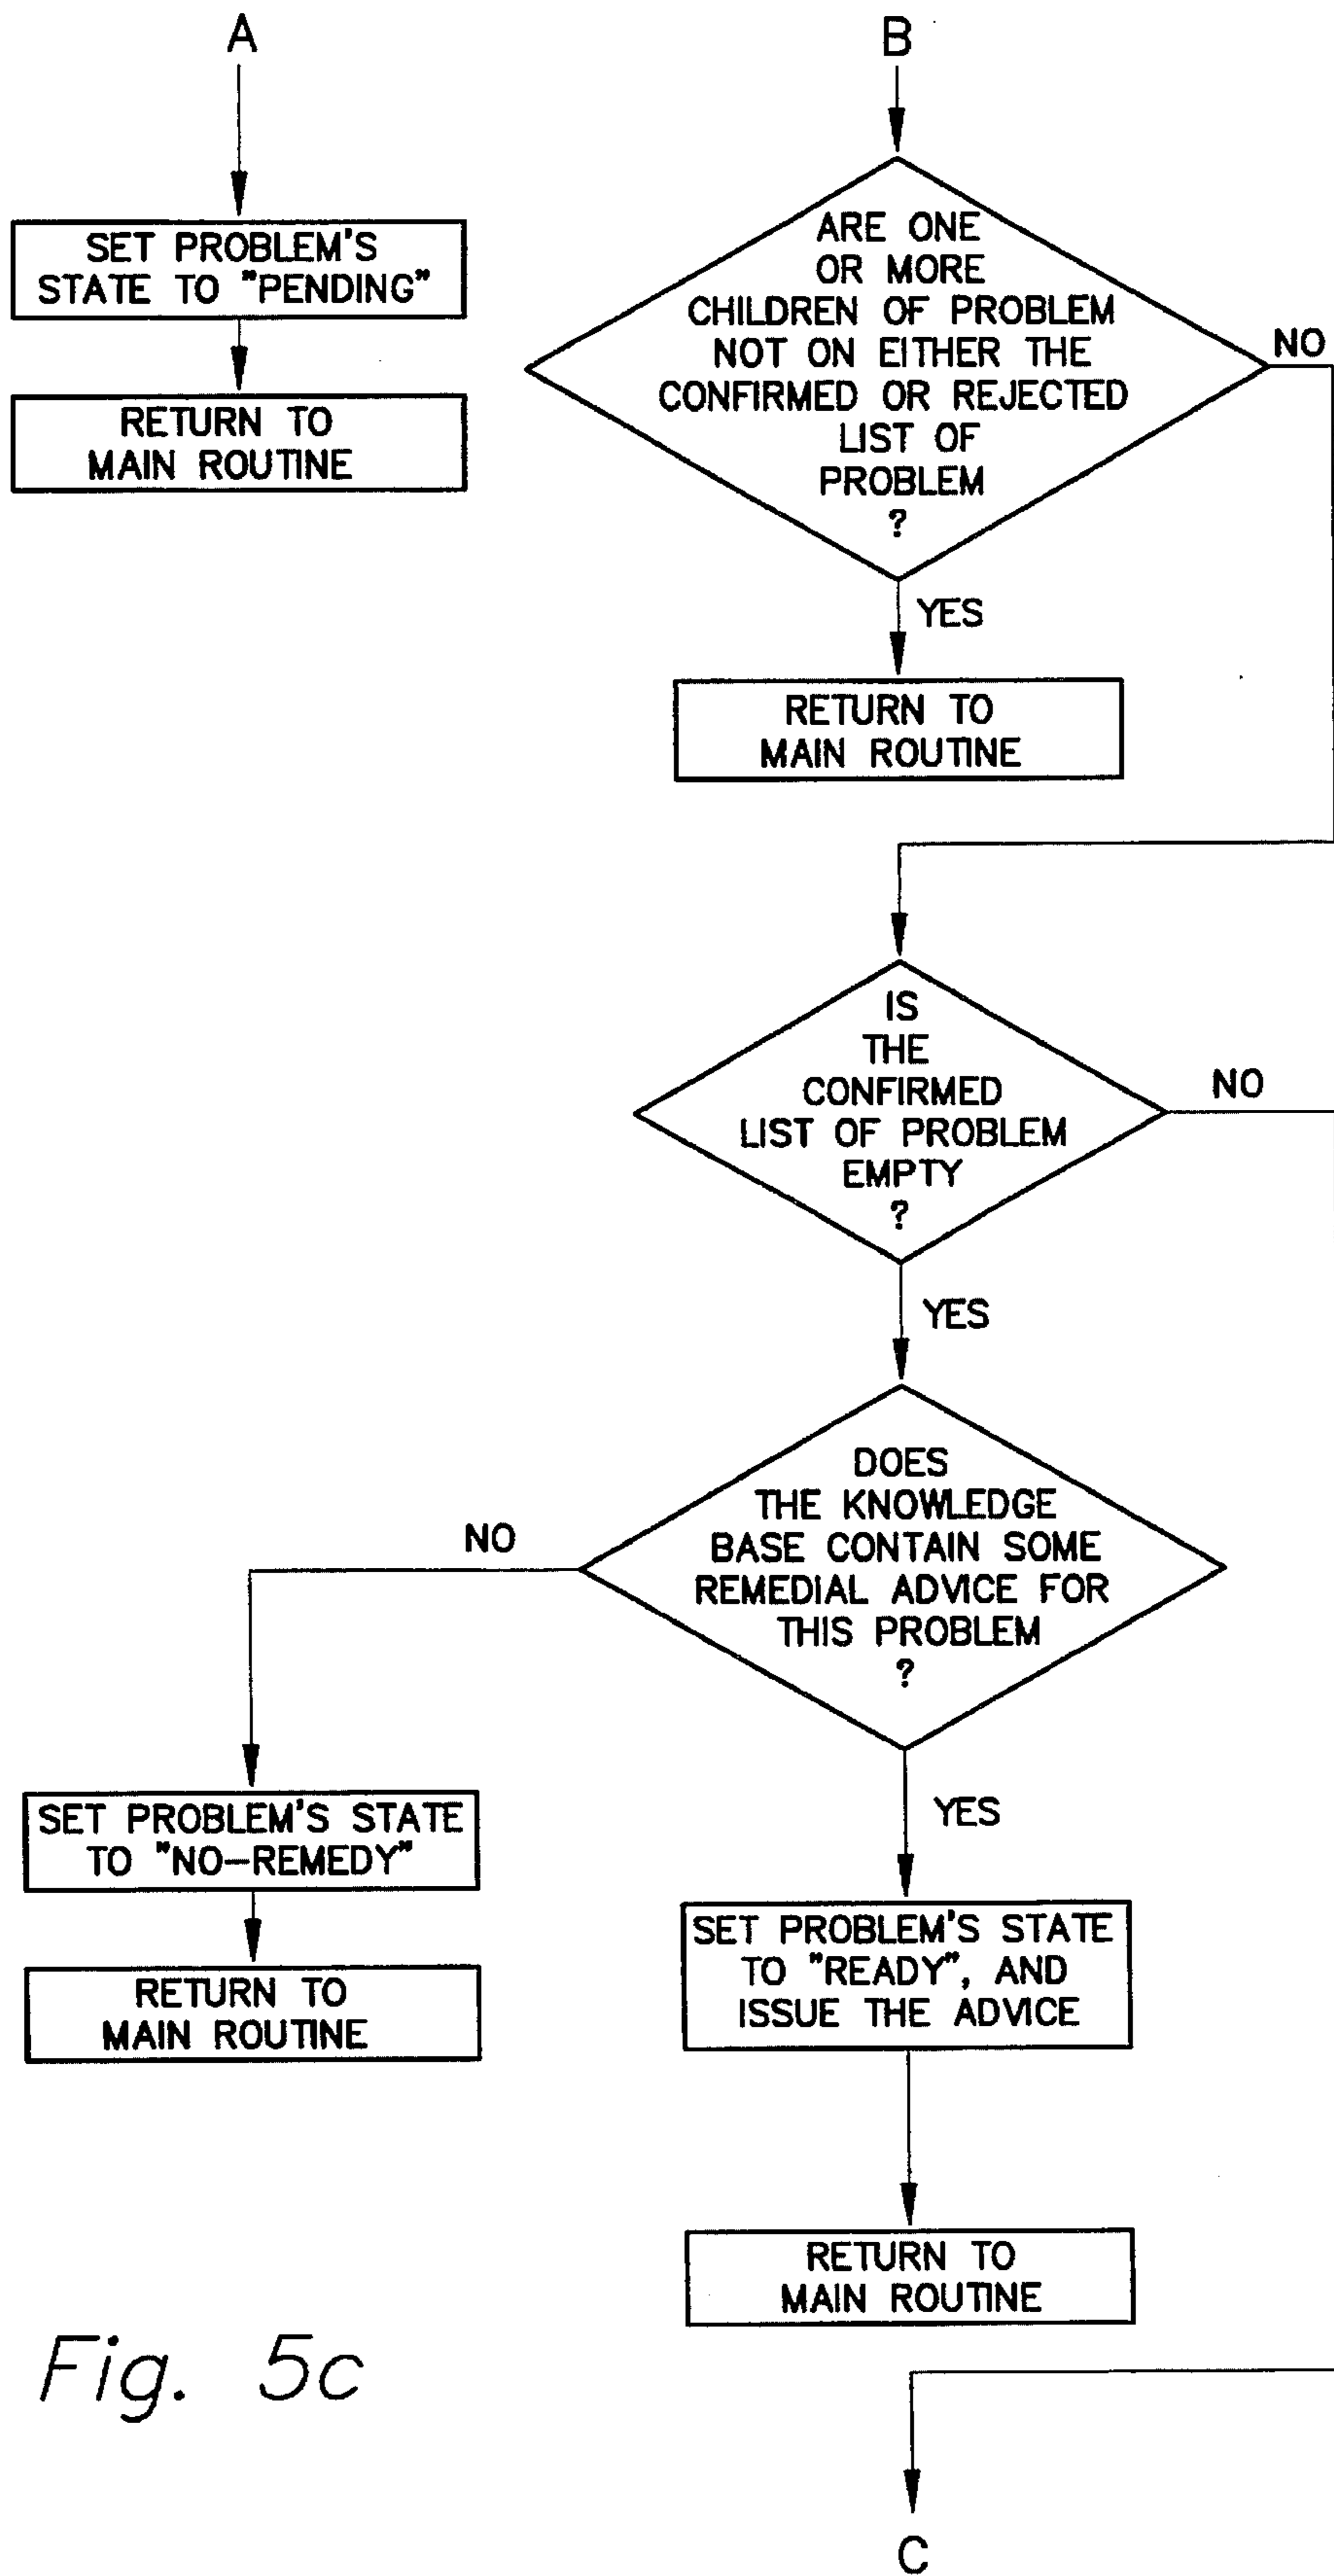 A
SET PROBLEM'S
STATE TO "PENDING"
RETURN TO
MAIN ROUTINE
B
ARE ONE
OR MORE
CHILDREN OF PROBLEM
NOT ON EITHER THE
CONFIRMED OR REJECTED
LIST OF
PROBLEM
?
NO
YES
RETURN TO
MAIN ROUTINE
IS
THE
CONFIRMED
LIST OF PROBLEM
EMPTY
?
NO
YES
DOES
THE KNOWLEDGE
BASE CONTAIN SOME
REMEDIAL ADVICE FOR
THIS PROBLEM
?
NO
SET PROBLEM'S STATE
TO "NO-REMEDY"
RETURN TO
MAIN ROUTINE
YES
SET PROBLEM'S STATE
TO "READY", AND
ISSUE THE ADVICE
RETURN TO
MAIN ROUTINE
C
Fig. 5c